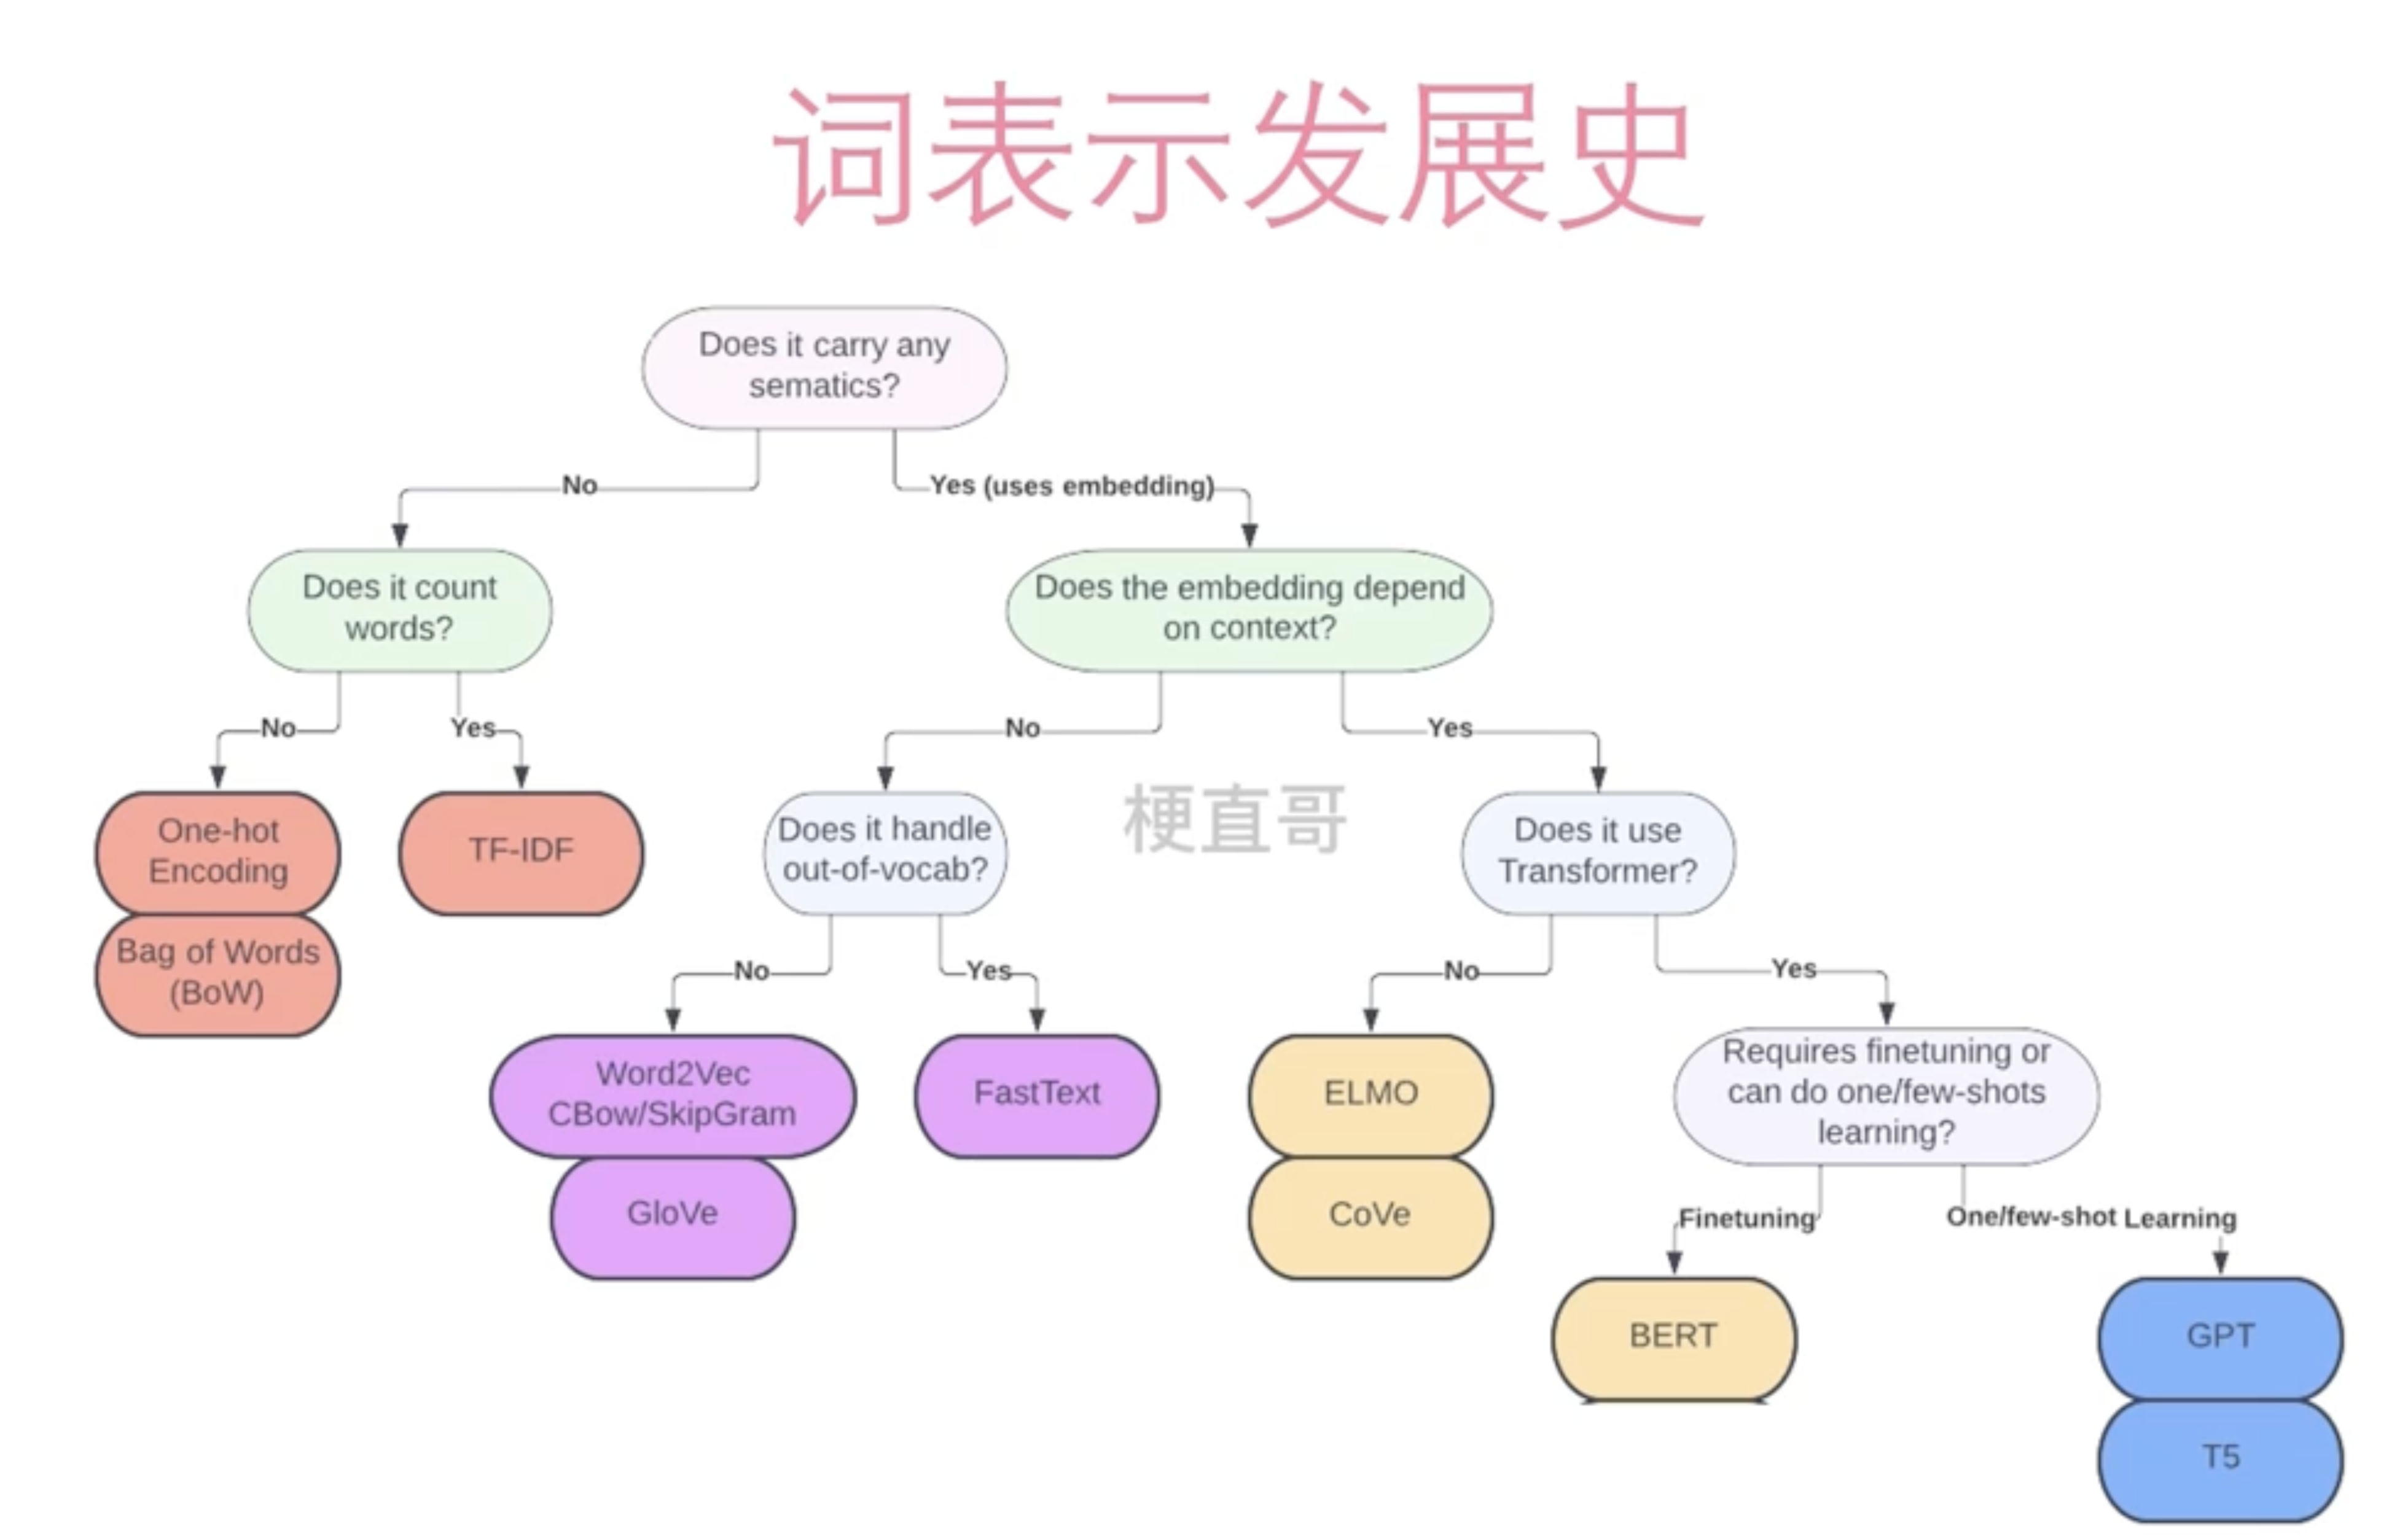 词表示发展史
Does it carry any
sematics?
No
Yes (uses embedding)
Does it count
words?
Does the embedding depend
on context?
No
Yes
No
Yes
One-hot
Encoding
Bag of Words
(BoW)
TF-IDF
Does it handle
out-of-vocab?
梗直哥
Does it use
Transformer?
No
Yes
No
Yes
Word2Vec
CBow/SkipGram
GloVe
FastText
ELMO
CoVe
Requires finetuning or
can do one/few-shots
learning?
Finetuning
One/few-shot Learning
BERT
GPT
T5